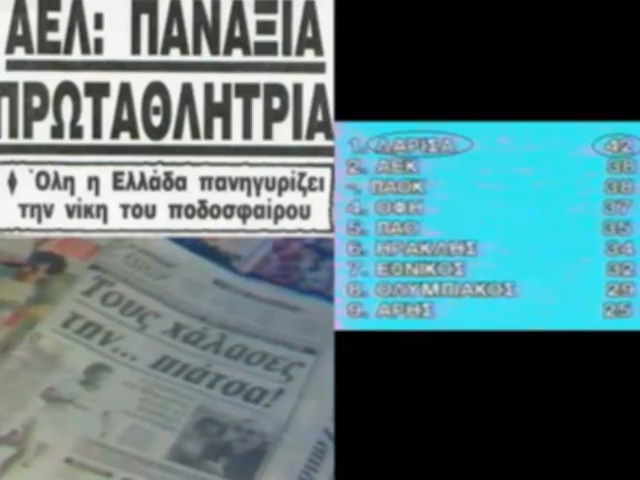 ΑΕΛ: ΠΑΝΑΞΙΑ
ΠΡΩΤΑΘΛΗΤΡΙΑ
Όλη η Ελλάδα πανηγυρίζει
την νίκη του ποδοσφαίρου
Τους χάλασες
την... πιάτσα!
1. ΛΑΡΙΣΑ 42
2. ΑΕΚ 38
ΠΑΟΚ 38
4. ΟΦΗ 37
5. ΠΑΟ 35
6. ΗΡΑΚΛΗΣ 34
7. ΕΘΝΙΚΟΣ 32
8. ΟΛΥΜΠΙΑΚΟΣ 29
9. ΑΡΗΣ 25